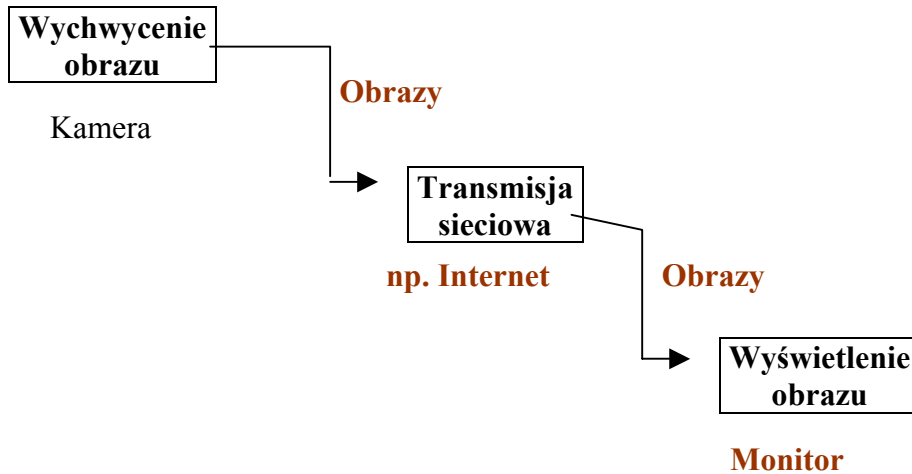 Wychwycenie
obrazu
Obrazy
Kamera
Transmisja
sieciowa
np. Internet
Obrazy
Wyświetlenie
obrazu
Monitor